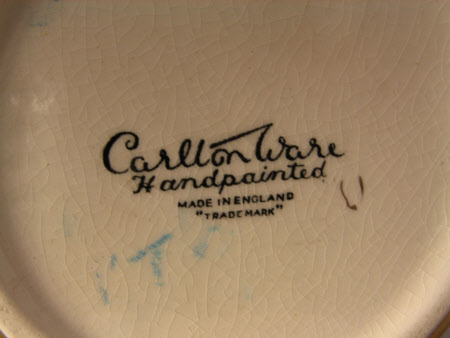 Carlton Ware
Handpainted
MADE IN ENGLAND
"TRADE MARK"